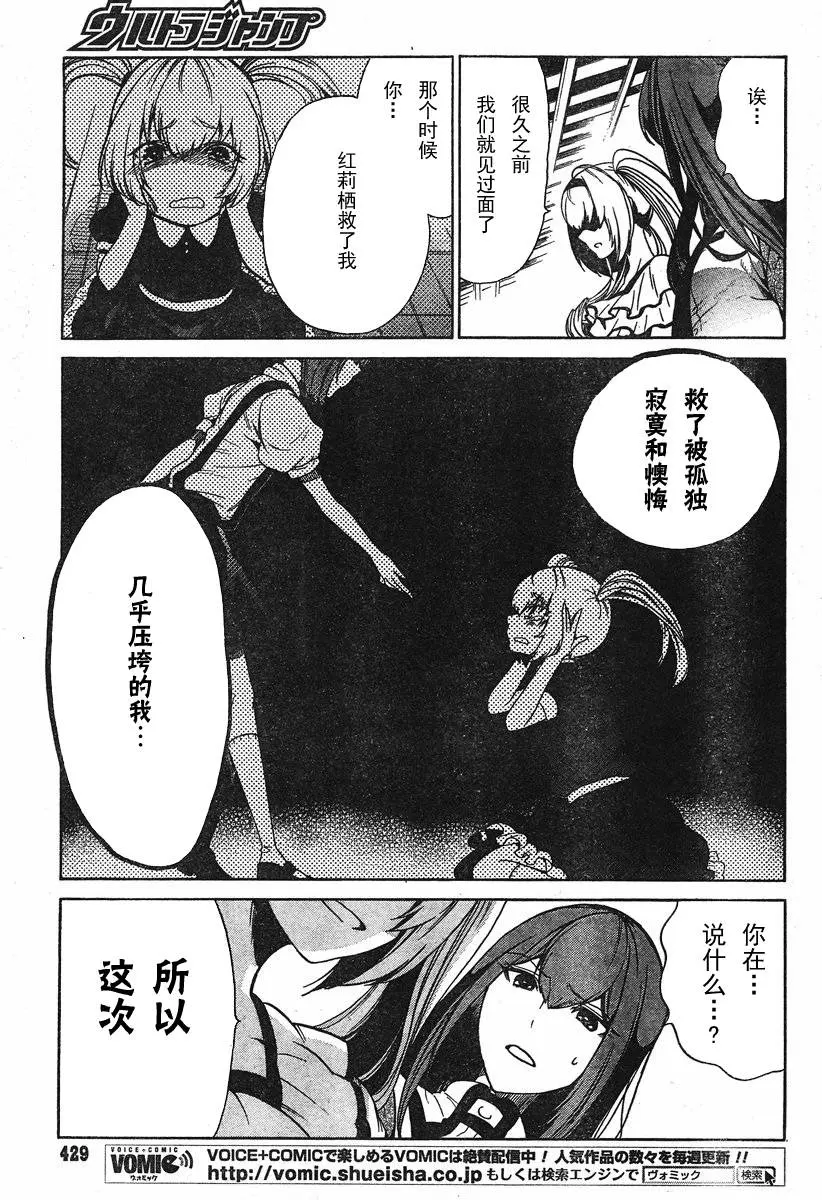 ウルトラジャンプ
诶…
很久之前
我们就见过面了
那个时候
你…
红莉栖救了我
救了被孤独
寂寞和懊悔
几乎压垮的我…
你在…
说什么…?
所以
这次
429
VOICE+COMIC
VOMIC
ヴォミック
VOICE+COMICで楽しめるVOMICは絶賛配信中! 人気作品の数々を毎週更新!!
http://vomic.shueisha.co.jp もしくは検索エンジンで ヴォミック 検索